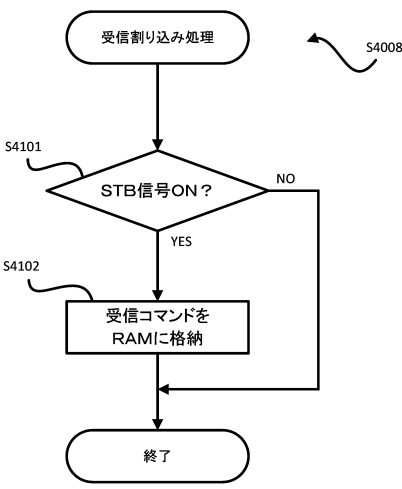 受信割り込み処理
S4008
S4101
STB信号ON？
NO
YES
S4102
受信コマンドを
RAMに格納
終了